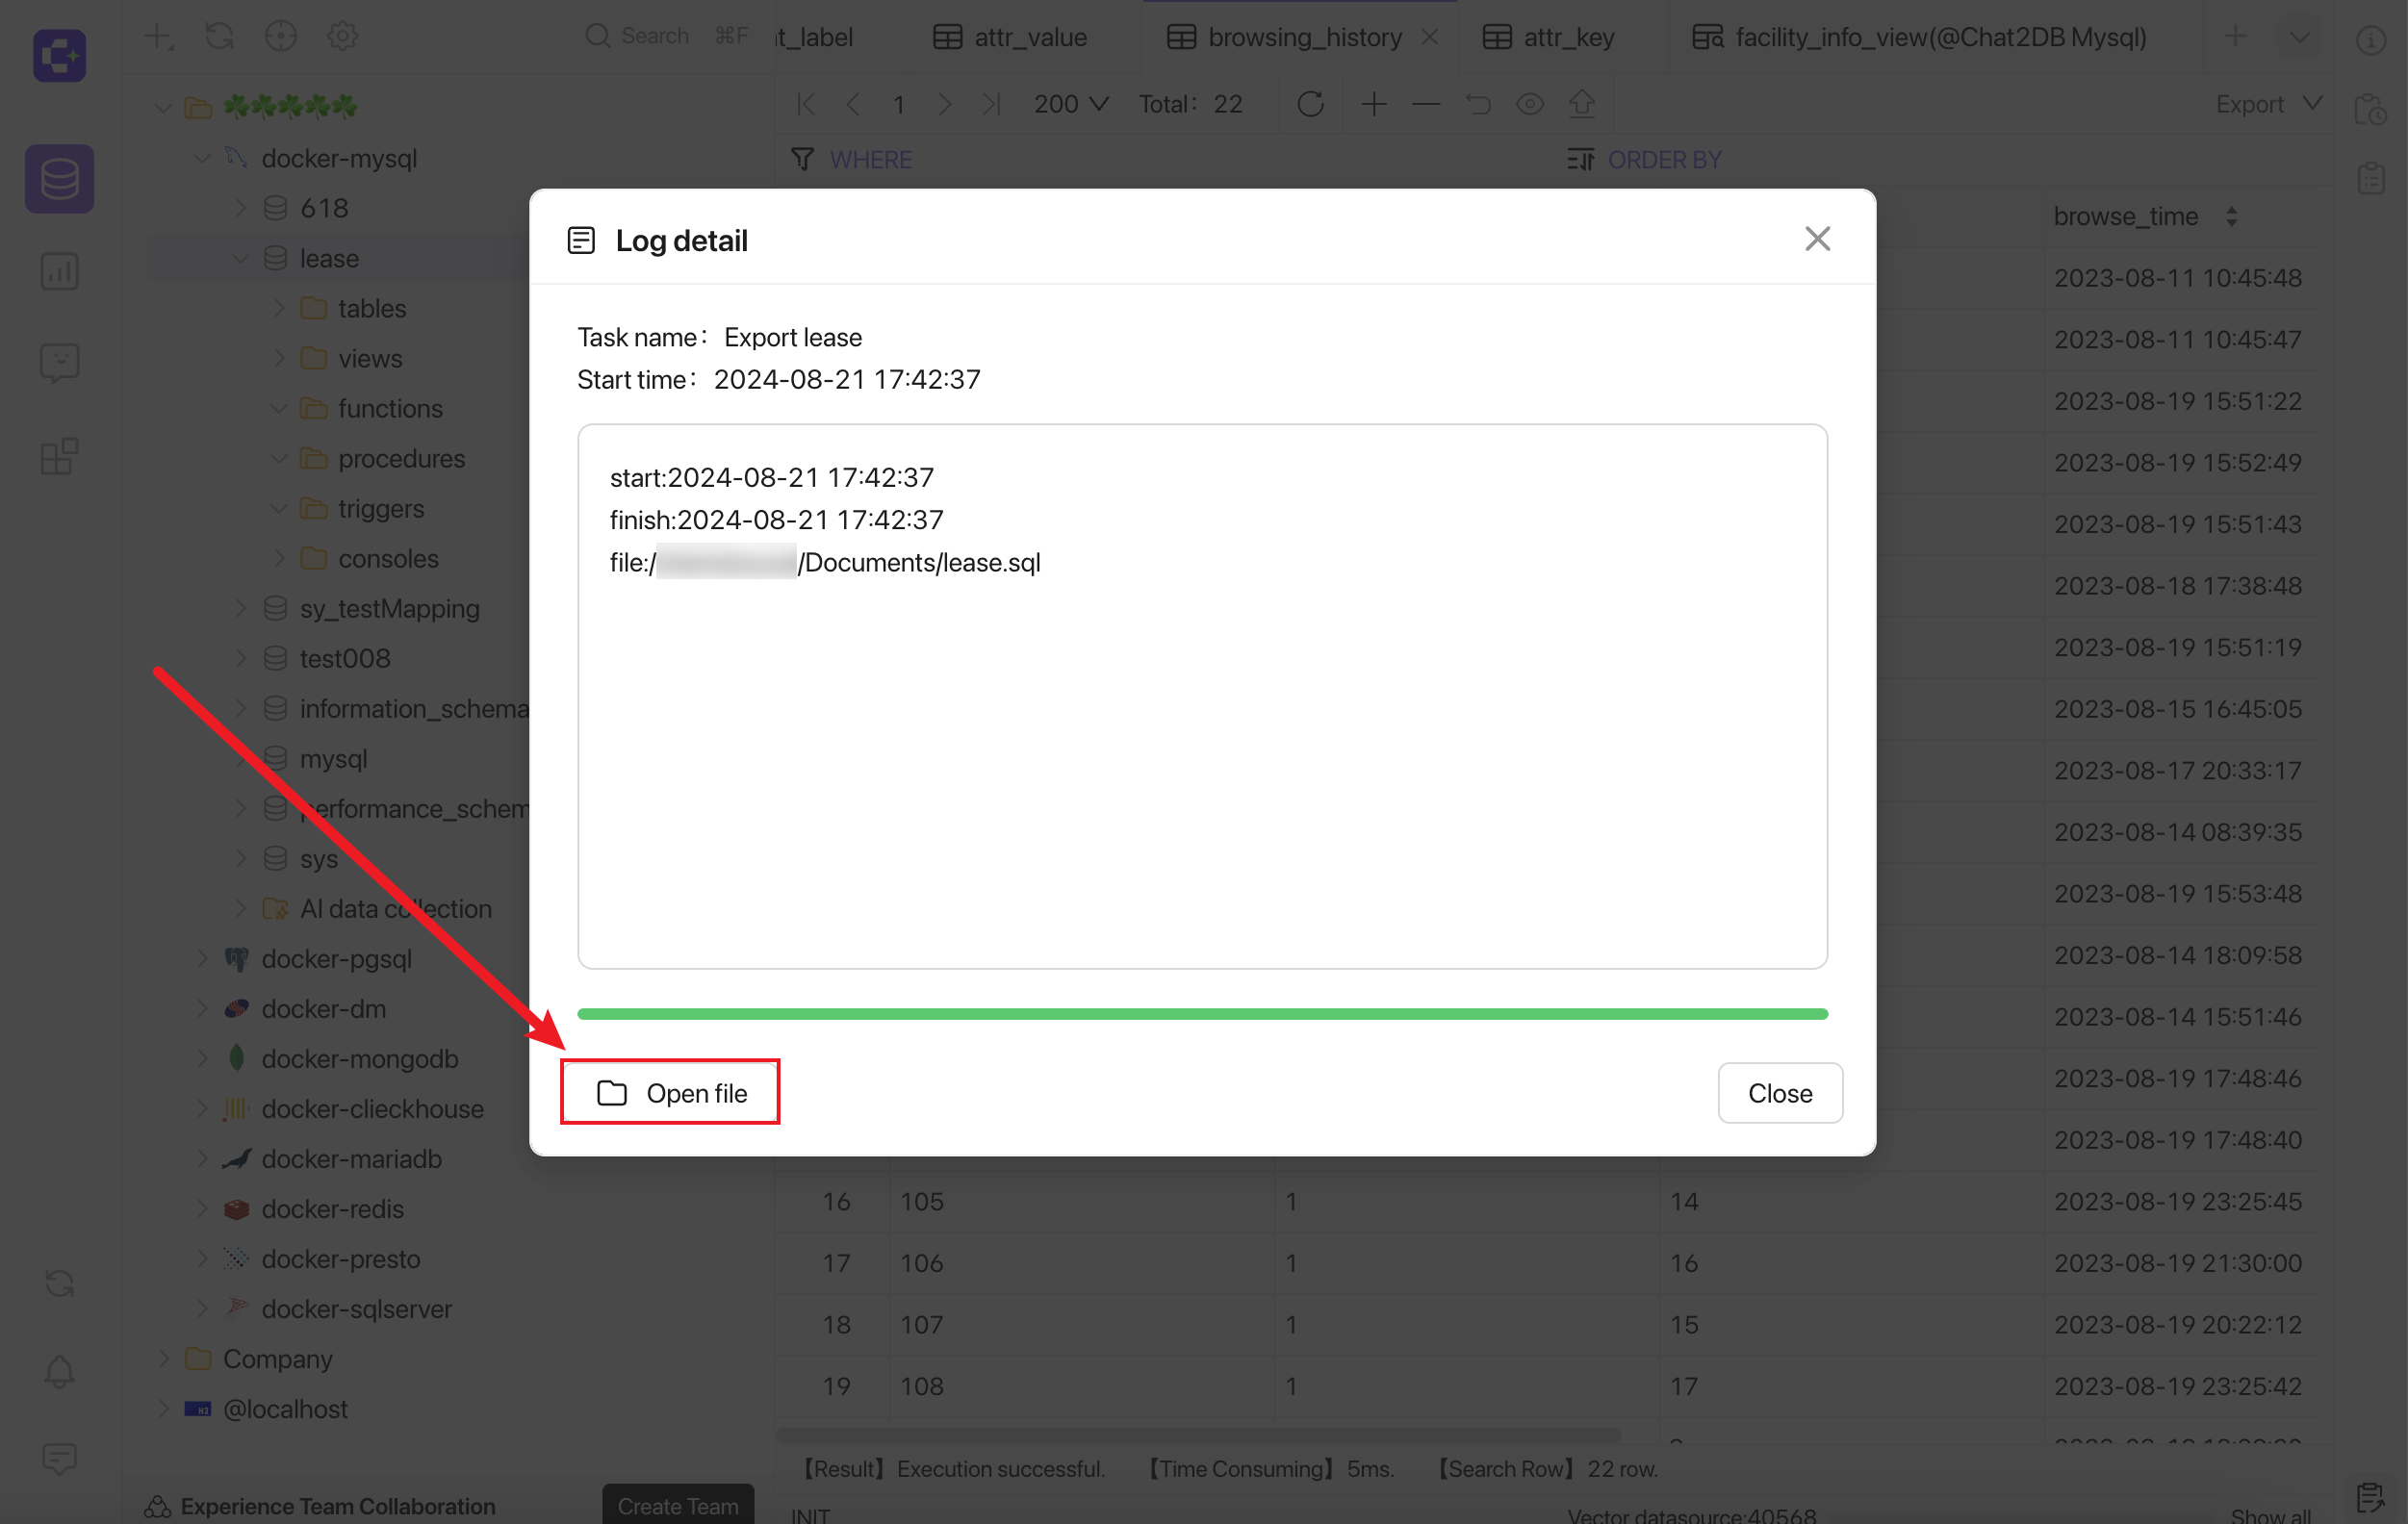 Search ⌘F
t_label
attr_value
browsing_history
attr_key
facility_info_view(@Chat2DB Mysql)
1
200
Total: 22
Export
WHERE
ORDER BY
docker-mysql
618
lease
tables
views
functions
procedures
triggers
consoles
sy_testMapping
test008
information_schema
mysql
performance_schem
sys
AI data collection
docker-pgsql
docker-dm
docker-mongodb
docker-clieckhouse
docker-mariadb
docker-redis
docker-presto
docker-sqlserver
Company
H2
@localhost
Experience Team Collaboration
Create Team
Log detail
Task name: Export lease
Start time: 2024-08-21 17:42:37
start:2024-08-21 17:42:37
finish:2024-08-21 17:42:37
file:/ /Documents/lease.sql
Open file
Close
browse_time
2023-08-11 10:45:48
2023-08-11 10:45:47
2023-08-19 15:51:22
2023-08-19 15:52:49
2023-08-19 15:51:43
2023-08-18 17:38:48
2023-08-19 15:51:19
2023-08-15 16:45:05
2023-08-17 20:33:17
2023-08-14 08:39:35
2023-08-19 15:53:48
2023-08-14 18:09:58
2023-08-14 15:51:46
2023-08-19 17:48:46
2023-08-19 17:48:40
16 105 1 14 2023-08-19 23:25:45
17 106 1 16 2023-08-19 21:30:00
18 107 1 15 2023-08-19 20:22:12
19 108 1 17 2023-08-19 23:25:42
【Result】Execution successful. 【Time Consuming】5ms. 【Search Row】22 row.
INIT
Vector datasource:40568
Show all